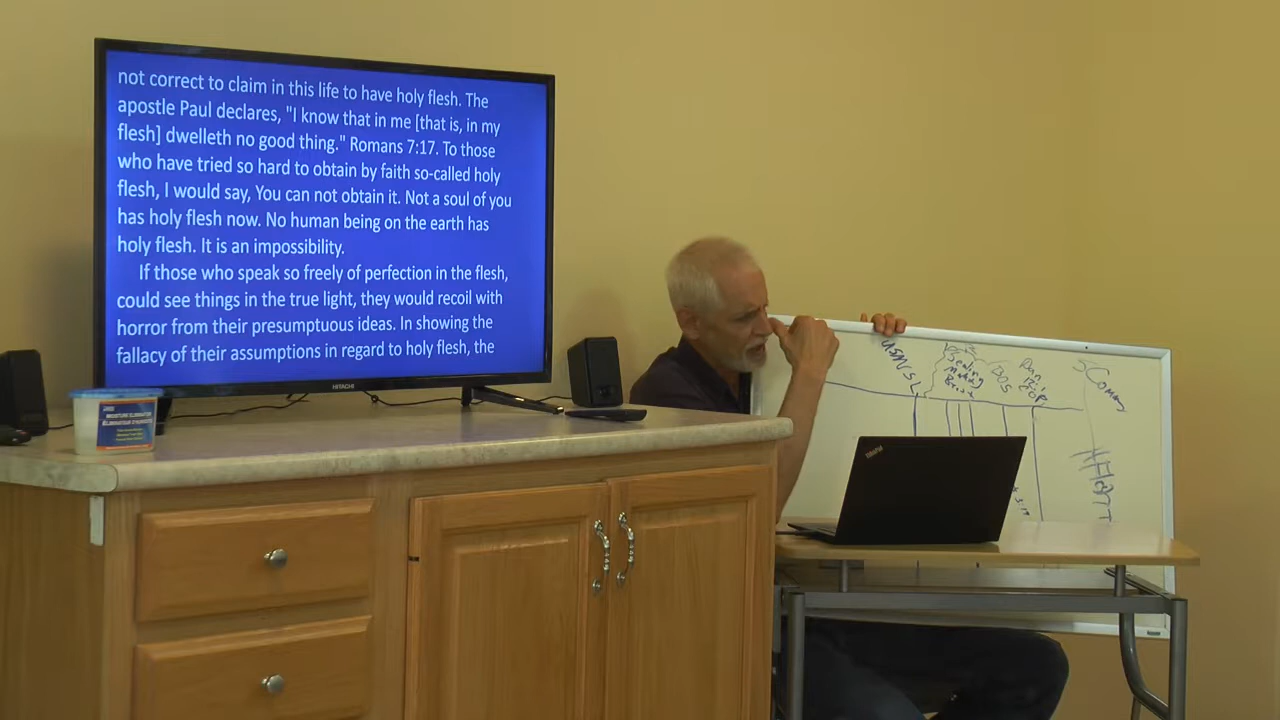 not correct to claim in this life to have holy flesh. The
apostle Paul declares, "I know that in me [that is, in my
flesh] dwelleth no good thing." Romans 7:17. To those
who have tried so hard to obtain by faith so-called holy
flesh, I would say, You can not obtain it. Not a soul of you
has holy flesh now. No human being on the earth has
holy flesh. It is an impossibility.
If those who speak so freely of perfection in the flesh,
could see things in the true light, they would recoil with
horror from their presumptuous ideas. In showing the
fallacy of their assumptions in regard to holy flesh, the
HITACHI
MOISTURE ELIMINATOR
Sealing
Dan
COP